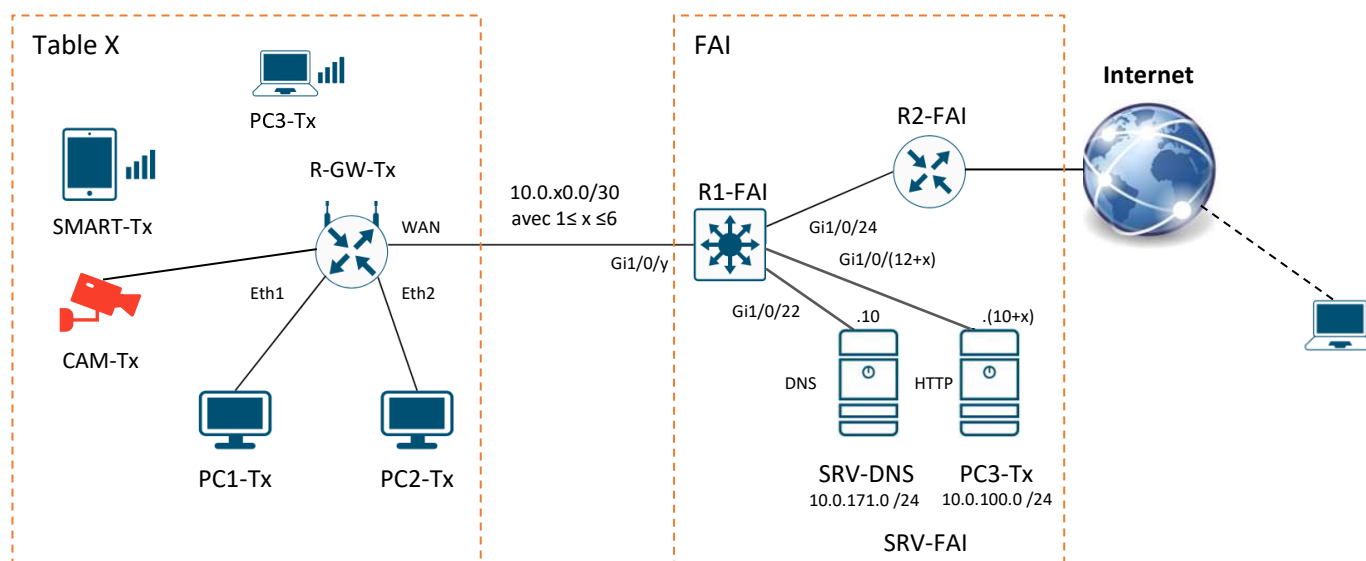 Table X
PC3-Tx
SMART-Tx
R-GW-Tx
WAN
CAM-Tx
Eth1
Eth2
PC1-Tx
PC2-Tx
10.0.x0.0/30
avec 1≤ x ≤6
FAI
R1-FAI
R2-FAI
Gi1/0/y
Gi1/0/24
Gi1/0/(12+x)
Gi1/0/22
.10
.(10+x)
DNS
HTTP
SRV-DNS
10.0.171.0 /24
PC3-Tx
10.0.100.0 /24
SRV-FAI
Internet